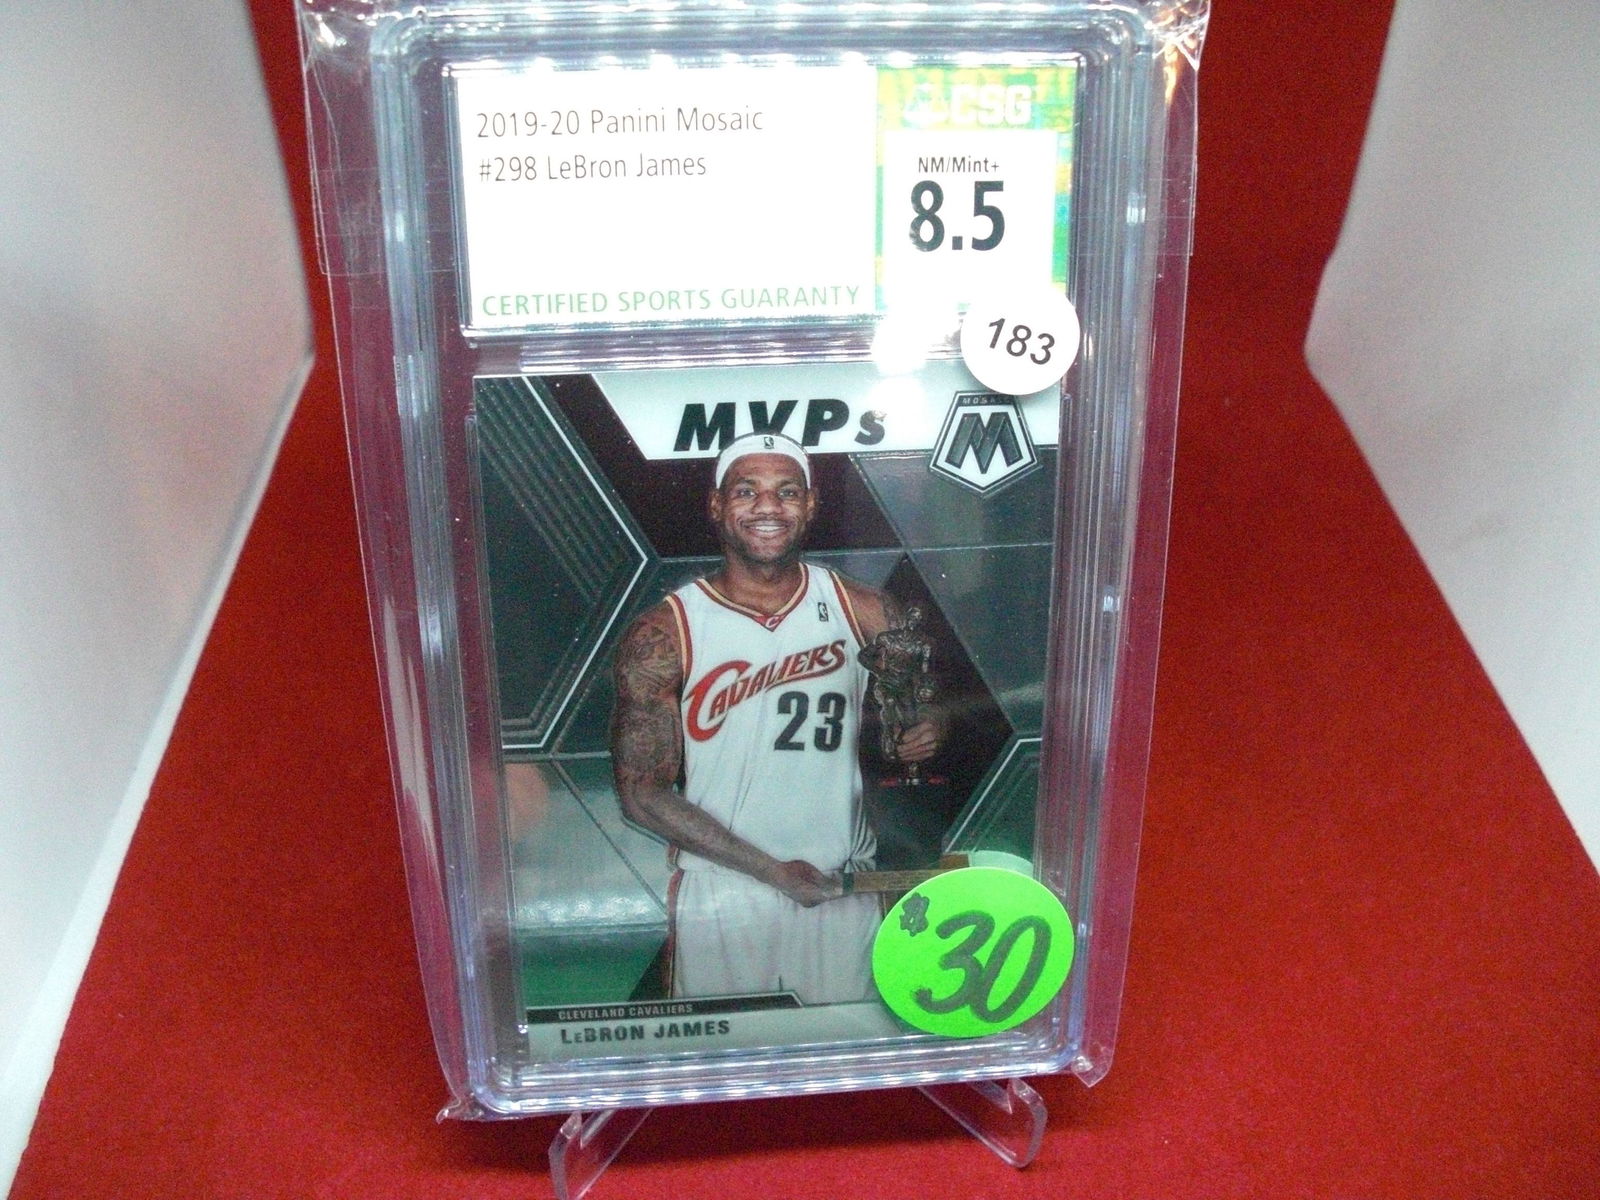 2019-20 Panini Mosaic
#298 LeBron James
CERTIFIED SPORTS GUARANTY
CSG
NM/Mint+
8.5
183
MVPs
MOSAIC
M
CAVALIERS
23
$30
CLEVELAND CAVALIERS
LEBRON JAMES